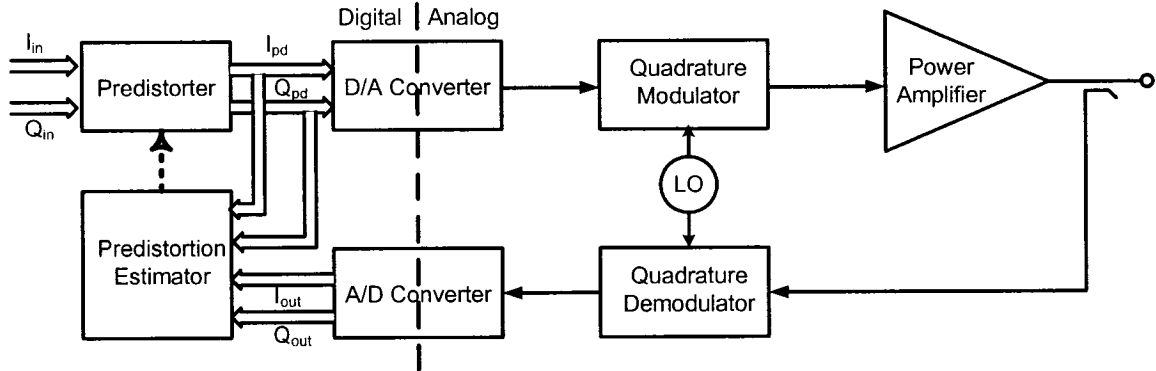 Digital
Analog
I_in
Q_in
Predistorter
I_pd
Q_pd
D/A Converter
Quadrature
Modulator
Power
Amplifier
LO
Predistortion
Estimator
I_out
Q_out
A/D Converter
Quadrature
Demodulator